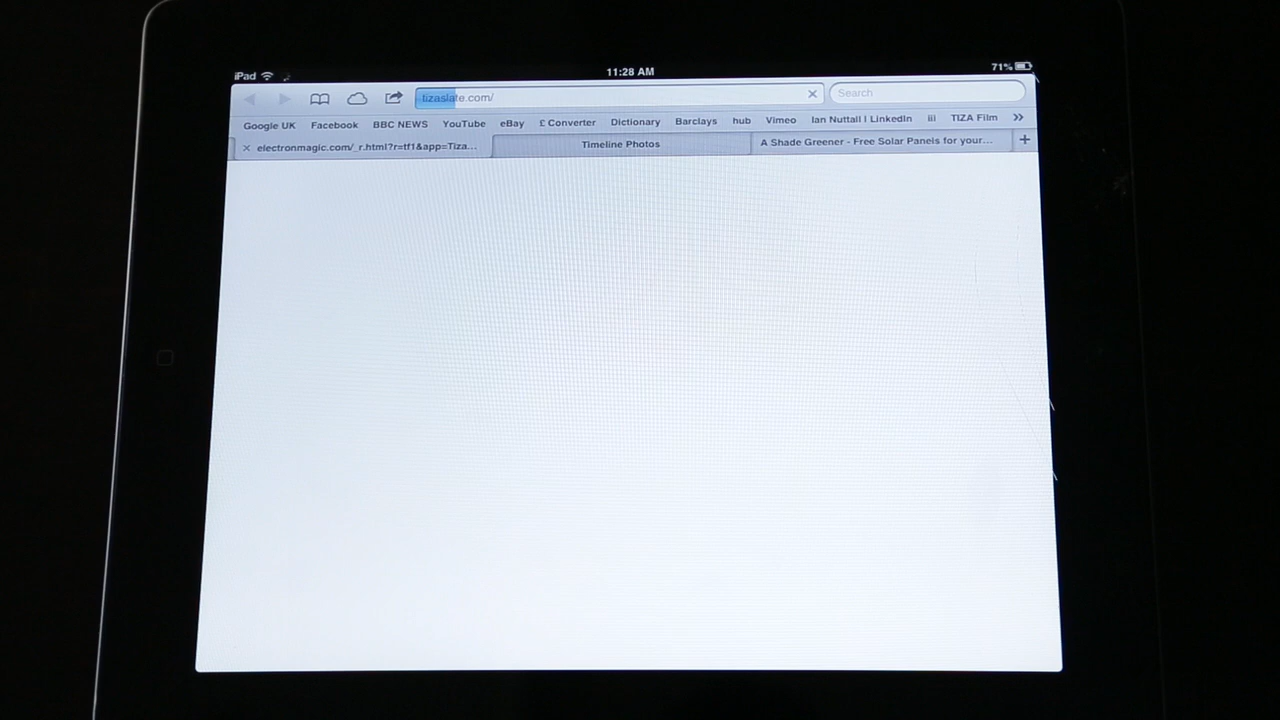 iPad 11:28 AM 71%
tizaslate.com/ Search
Google UK Facebook BBC NEWS YouTube eBay £ Converter Dictionary Barclays hub Vimeo Ian Nuttall | LinkedIn iii TIZA Film
electronmagic.com/_r.html?r=tf1&app=Tiza... Timeline Photos A Shade Greener - Free Solar Panels for your...